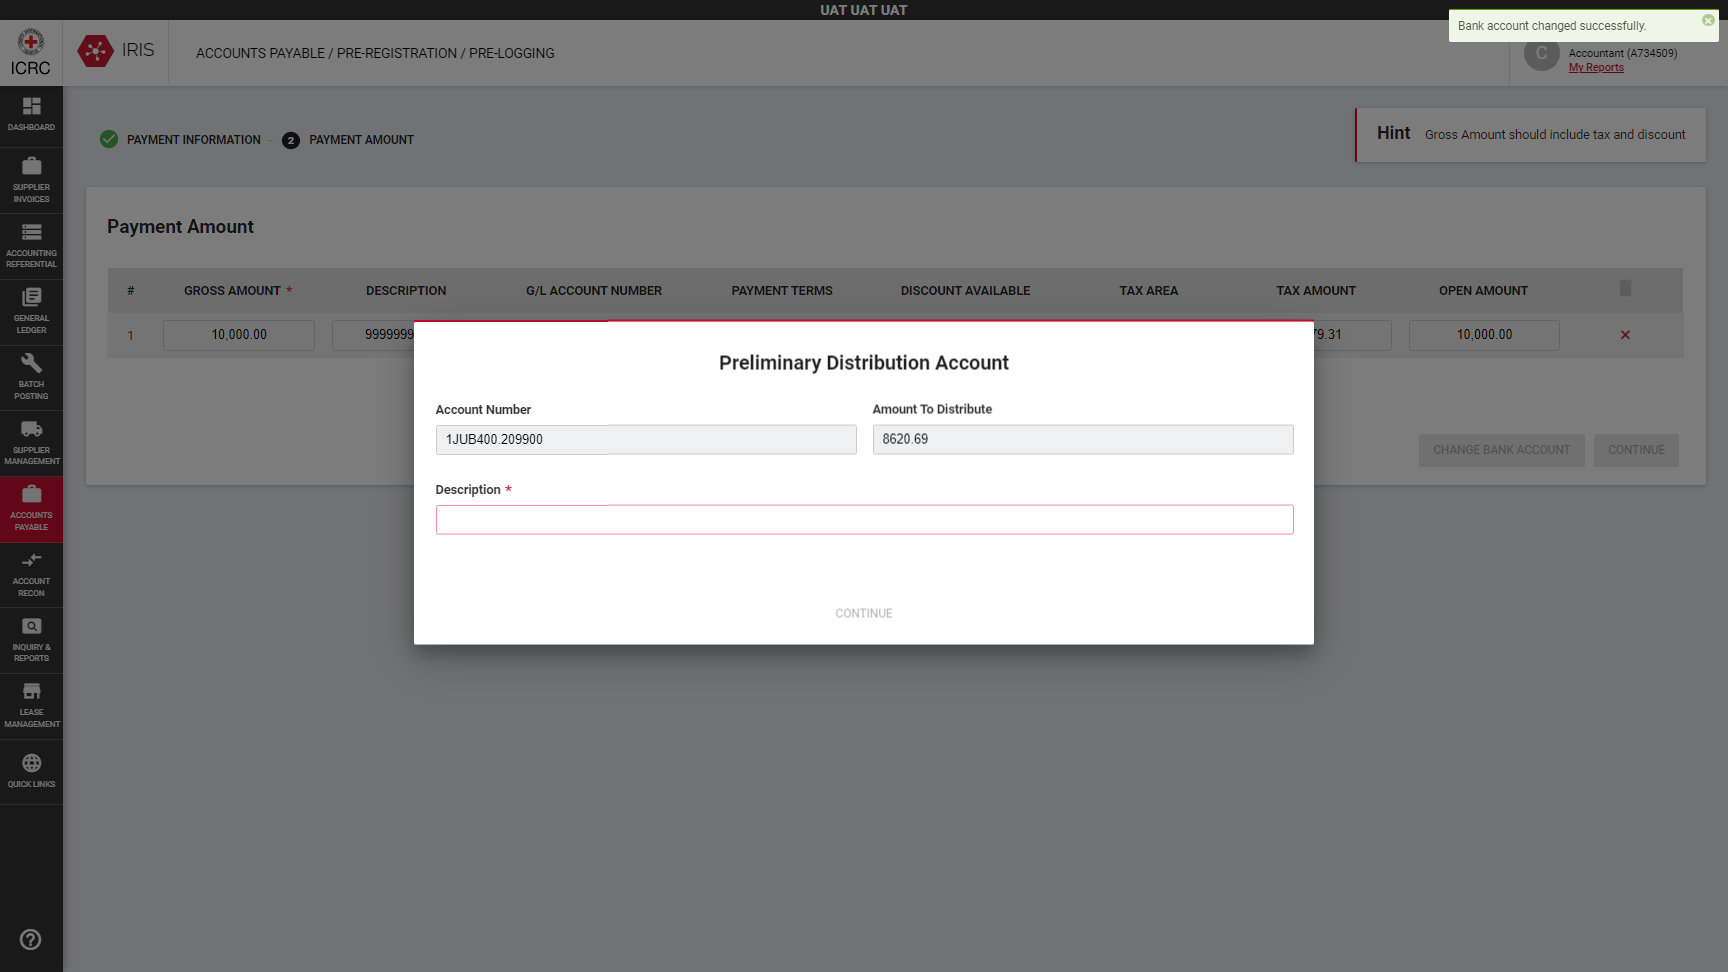 UAT UAT UAT
Bank account changed successfully.
ICRC
IRIS
ACCOUNTS PAYABLE / PRE-REGISTRATION / PRE-LOGGING
C
Accountant (A734509)
My Reports
DASHBOARD
SUPPLIER
INVOICES
ACCOUNTING
REFERENTIAL
GENERAL
LEDGER
BATCH
POSTING
SUPPLIER
MANAGEMENT
ACCOUNTS
PAYABLE
ACCOUNT
RECON
INQUIRY &
REPORTS
LEASE
MANAGEMENT
QUICK LINKS
PAYMENT INFORMATION - 2 PAYMENT AMOUNT
Hint Gross Amount should include tax and discount
Payment Amount
# GROSS AMOUNT * DESCRIPTION G/L ACCOUNT NUMBER PAYMENT TERMS DISCOUNT AVAILABLE TAX AREA TAX AMOUNT OPEN AMOUNT
1 10,000.00 9999999 79.31 10,000.00
CHANGE BANK ACCOUNT CONTINUE
Preliminary Distribution Account
Account Number Amount To Distribute
1JUB400.209900 8620.69
Description *
CONTINUE